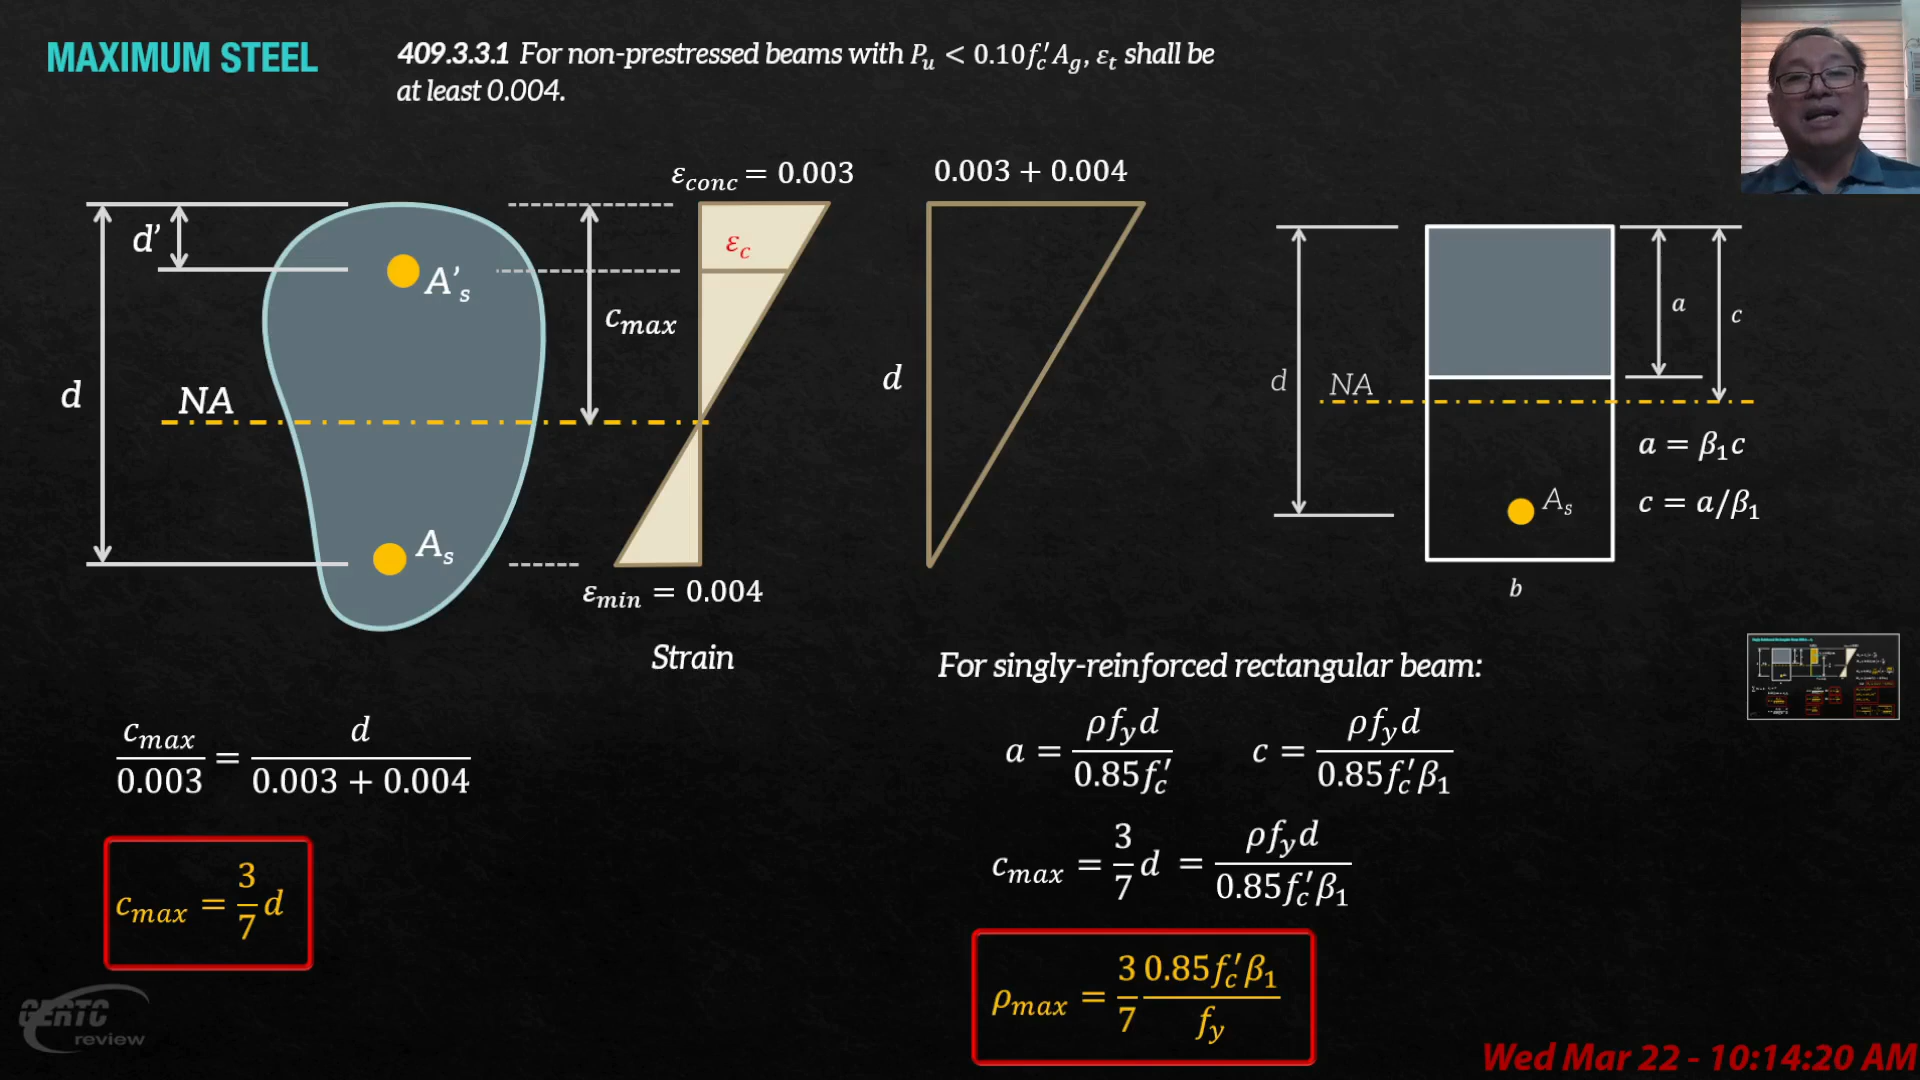 MAXIMUM STEEL
409.3.3.1 For non-prestressed beams with Pᵤ < 0.10f′c Ag, εt shall be
at least 0.004.
εconc = 0.003
0.003 + 0.004
d'
A's
εc
cmax
d
NA
As
εmin = 0.004
Strain
d
d
NA
a
c
As
b
a = β₁c
c = a/β₁
cmax/0.003 = d/(0.003 + 0.004)
cmax = 3/7 d
For singly-reinforced rectangular beam:
a = ρfyd/0.85f′c
c = ρfyd/0.85f′cβ₁
cmax = 3/7 d = ρfyd/0.85f′cβ₁
ρmax = 3/7 0.85f′cβ₁/fy
GERTC
review
Wed Mar 22 - 10:14:20 AM